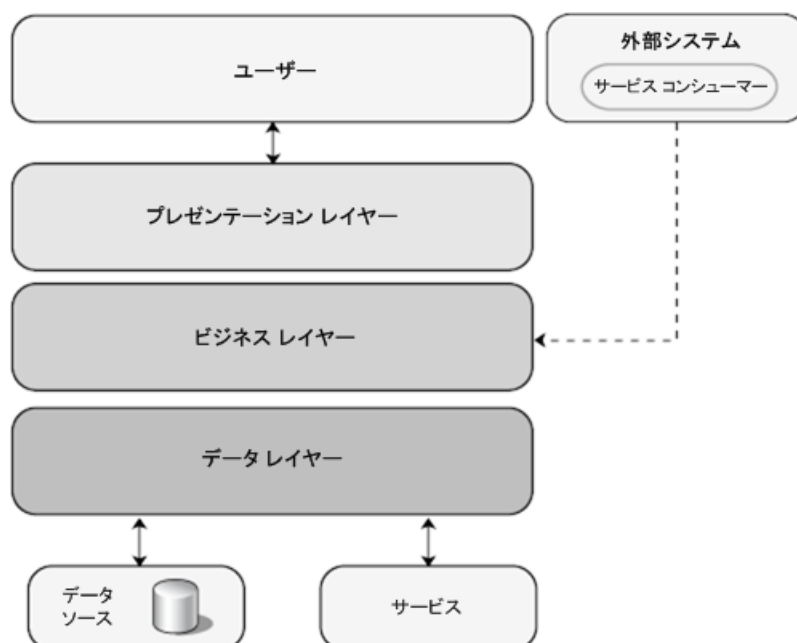 ユーザー
外部システム
サービス コンシューマー
プレゼンテーション レイヤー
ビジネス レイヤー
データ レイヤー
データ
ソース
サービス